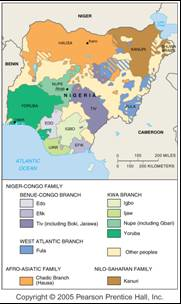 NIGER
HAUSA
Kano
KANURI
BENIN
NUPE
NIGERIA
FULA
YORUBA
TIV
EDO
IGBO
IJAW
EFIK
CAMEROON
ATLANTIC
OCEAN
0 200 MILES
0 200 KILOMETERS
NIGER-CONGO FAMILY
BENUE-CONGO BRANCH
Edo
Efik
Tiv (including Boki, Jarawa)
WEST ATLANTIC BRANCH
Fula
KWA BRANCH
Igbo
Ijaw
Nupe (including Gbari)
Yoruba
Other peoples
AFRO-ASIATIC FAMILY
Chadic Branch
(Hausa)
NILO-SAHARAN FAMILY
Kanuri
Copyright © 2005 Pearson Prentice Hall, Inc.